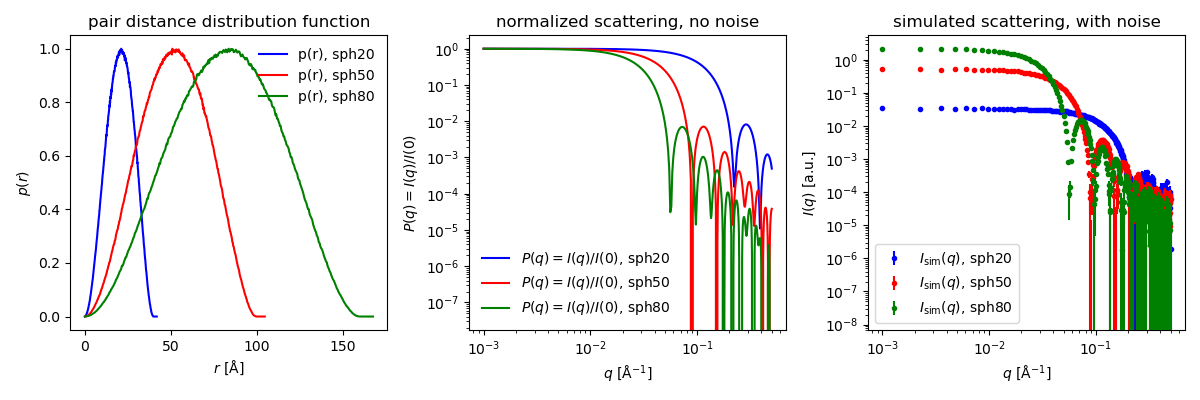 pair distance distribution function
1.0
0.8
0.6
0.4
0.2
0.0
p(r)
p(r), sph20
p(r), sph50
p(r), sph80
0 50 100 150
r [Å]
normalized scattering, no noise
10⁰
10⁻¹
10⁻²
10⁻³
10⁻⁴
10⁻⁵
10⁻⁶
10⁻⁷
P(q) = I(q)/I(0)
P(q) = I(q)/I(0), sph20
P(q) = I(q)/I(0), sph50
P(q) = I(q)/I(0), sph80
10⁻³ 10⁻² 10⁻¹
q [Å⁻¹]
simulated scattering, with noise
10⁰
10⁻¹
10⁻²
10⁻³
10⁻⁴
10⁻⁵
10⁻⁶
10⁻⁷
10⁻⁸
I(q) [a.u.]
I_sim(q), sph20
I_sim(q), sph50
I_sim(q), sph80
10⁻³ 10⁻² 10⁻¹
q [Å⁻¹]